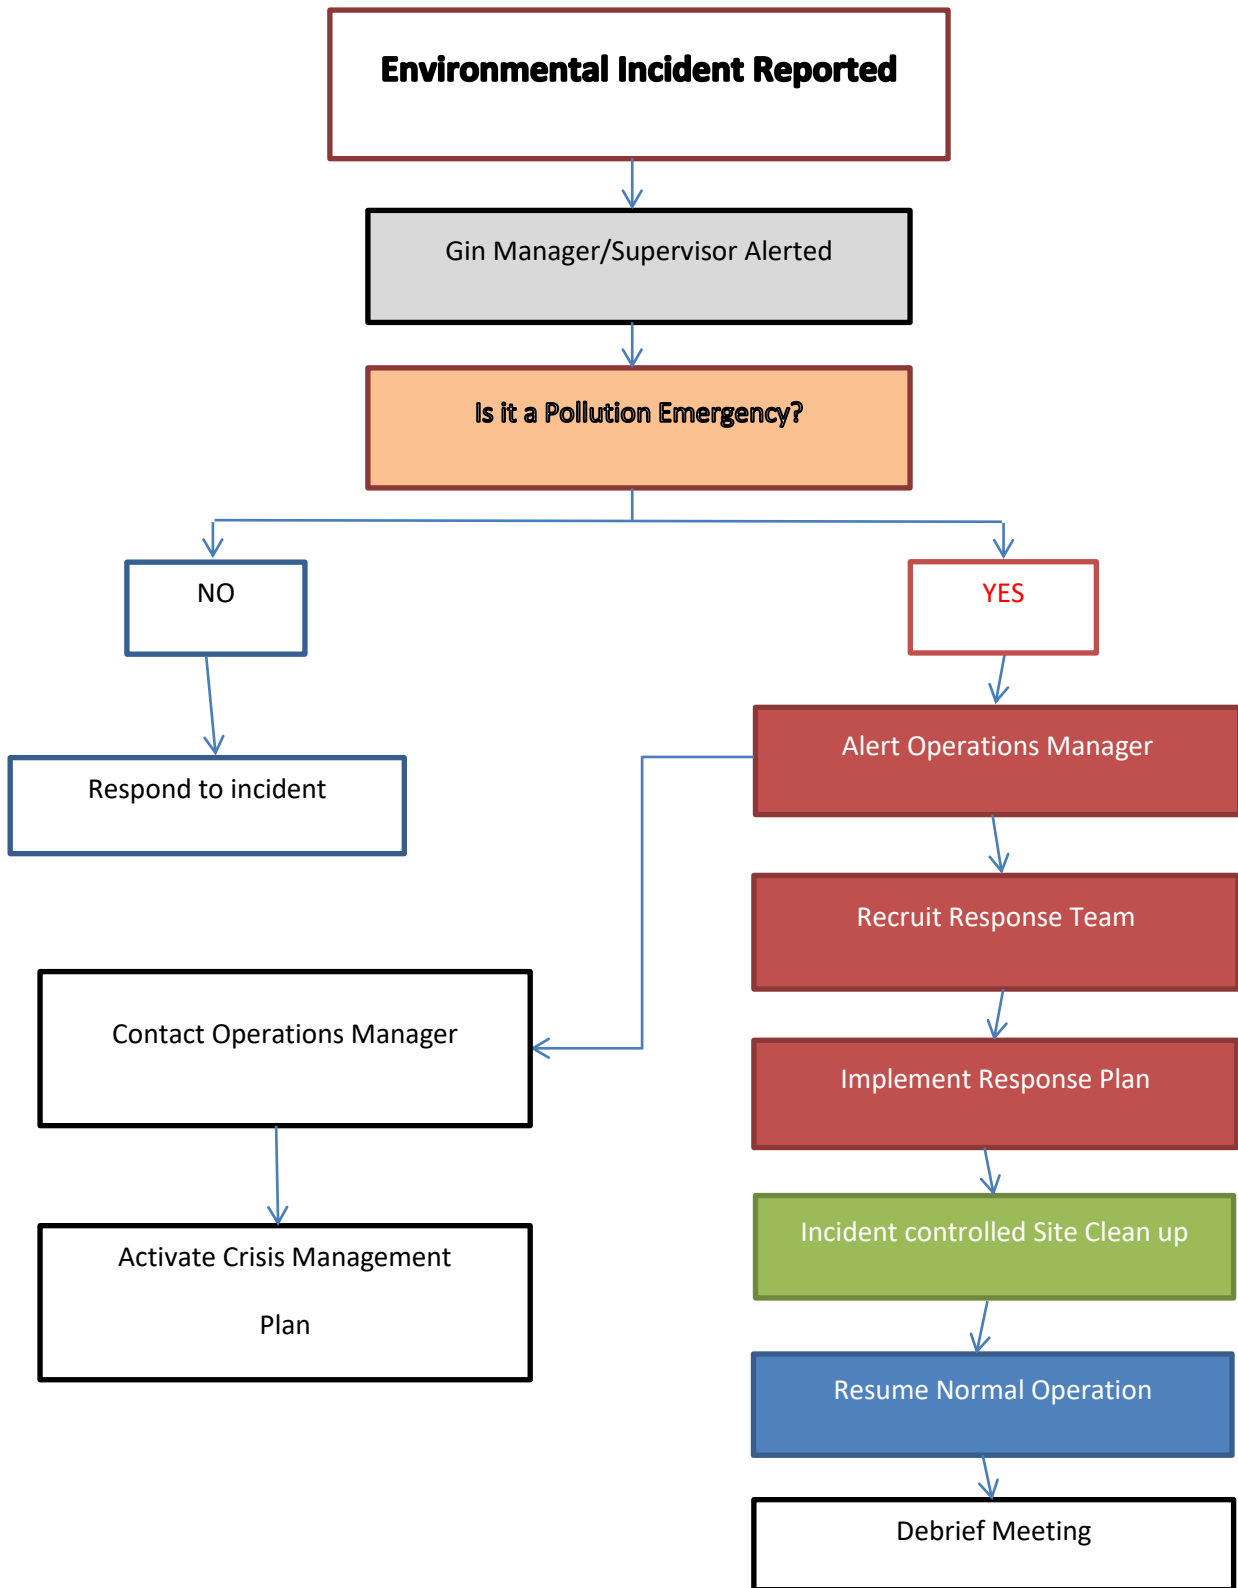 Environmental Incident Reported
Gin Manager/Supervisor Alerted
Is it a Pollution Emergency?
NO
YES
Alert Operations Manager
Respond to incident
Recruit Response Team
Contact Operations Manager
Implement Response Plan
Incident controlled Site Clean up
Activate Crisis Management
Plan
Resume Normal Operation
Debrief Meeting